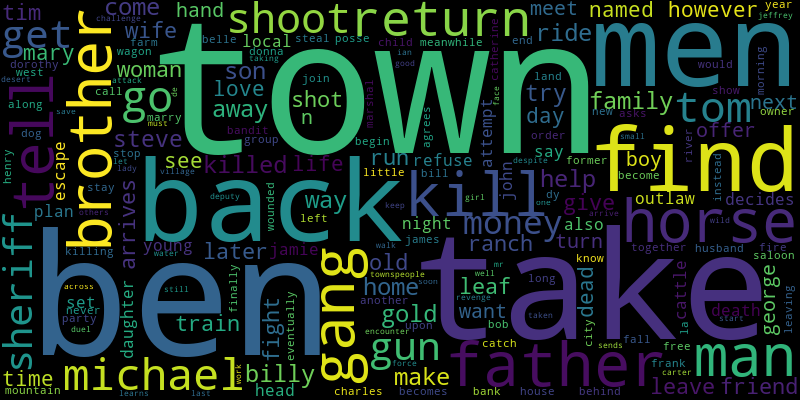 tim
come
hand
shoot
return
meet
named
however
year
challenge
jeffrey
get
wife
local
belle
steal
posse
child
meanwhile
end
ride
men
mary
brother
farm
wagon
donna
taking
ian
good
catherine
west
dorothy
woman
son
love
join
marshal
land
would
morning
desert
call
away
shot
n
face
try
family
tom
next
tell
go
town
attack
de
marry
must
bandit
group
agrees
day
order
new
asks
show
owner
along
dog
save
steve
stop
let
lady
see
killed
life
begin
run
refuse
attempt
say
former
small
river
boy
become
find
henry
escape
stay
village
back
little
bill
john
girl
despite
one
dy
help
instead
decides
outlaw
plan
arrives
deputy
wounded
way
left
keep
kill
give
horse
others
sheriff
young
later
jamie
night
james
walk
money
also
together
husband
wild
fire
killing
water
old
townspeople
mr
ranch
turn
know
saloon
across
ben
still
finally
gang
home
soon
well
leaf
long
take
dead
cattle
death
george
leaving
set
never
party
duel
daughter
train
fight
eventually
another
gold
upon
revenge
want
bob
taken
city
fall
la
start
free
arrive
time
michael
work
billy
head
gun
force
encounter
catch
father
sends
frank
carter
man
mountain
learns
last
charles
make
becomes
bank
house
behind
leave
friend